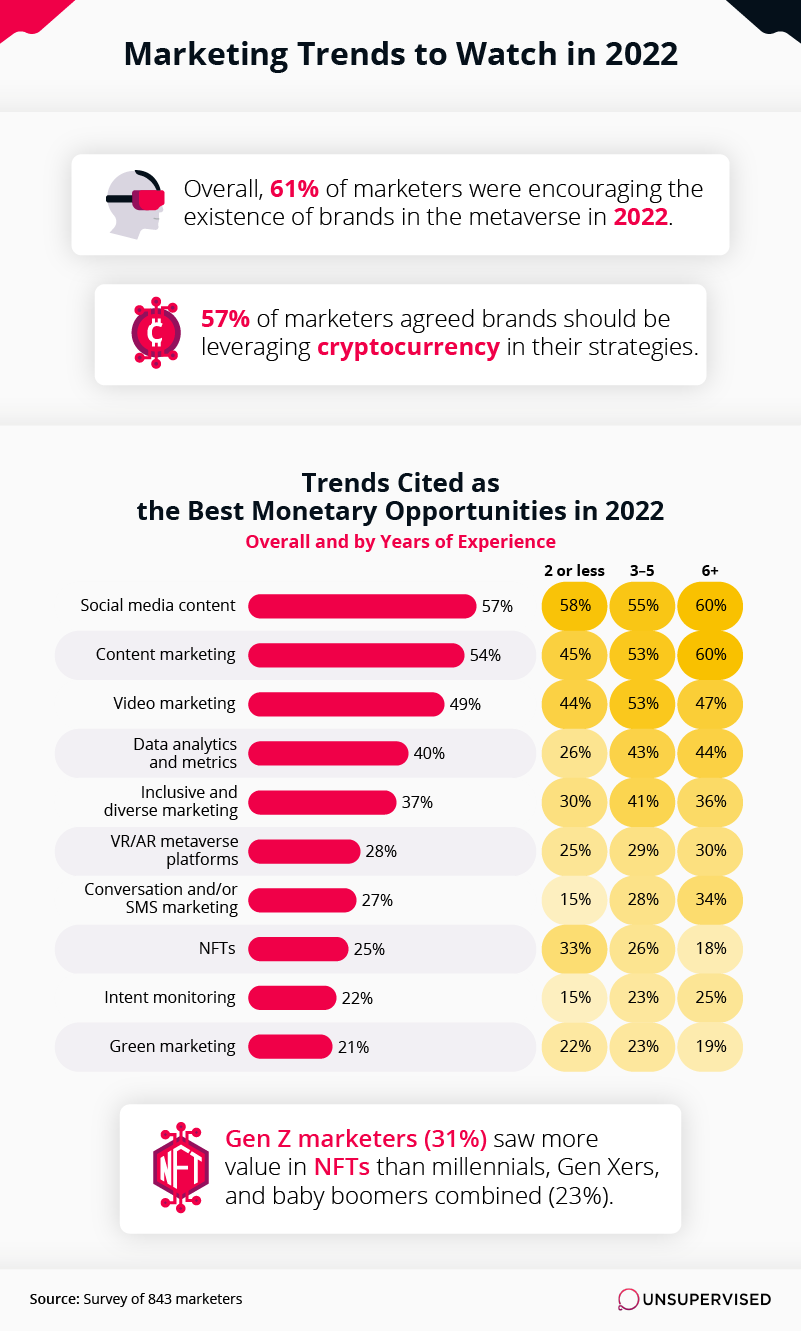 Marketing Trends to Watch in 2022
Overall, 61% of marketers were encouraging the
existence of brands in the metaverse in 2022.
₵
57% of marketers agreed brands should be
leveraging cryptocurrency in their strategies.
Trends Cited as
the Best Monetary Opportunities in 2022
Overall and by Years of Experience
2 or less 3–5 6+
Social media content 57% 58% 55% 60%
Content marketing 54% 45% 53% 60%
Video marketing 49% 44% 53% 47%
Data analytics
and metrics 40% 26% 43% 44%
Inclusive and
diverse marketing 37% 30% 41% 36%
VR/AR metaverse
platforms 28% 25% 29% 30%
Conversation and/or
SMS marketing 27% 15% 28% 34%
NFTs 25% 33% 26% 18%
Intent monitoring 22% 15% 23% 25%
Green marketing 21% 22% 23% 19%
NFT
Gen Z marketers (31%) saw more
value in NFTs than millennials, Gen Xers,
and baby boomers combined (23%).
Source: Survey of 843 marketers
UNSUPERVISED